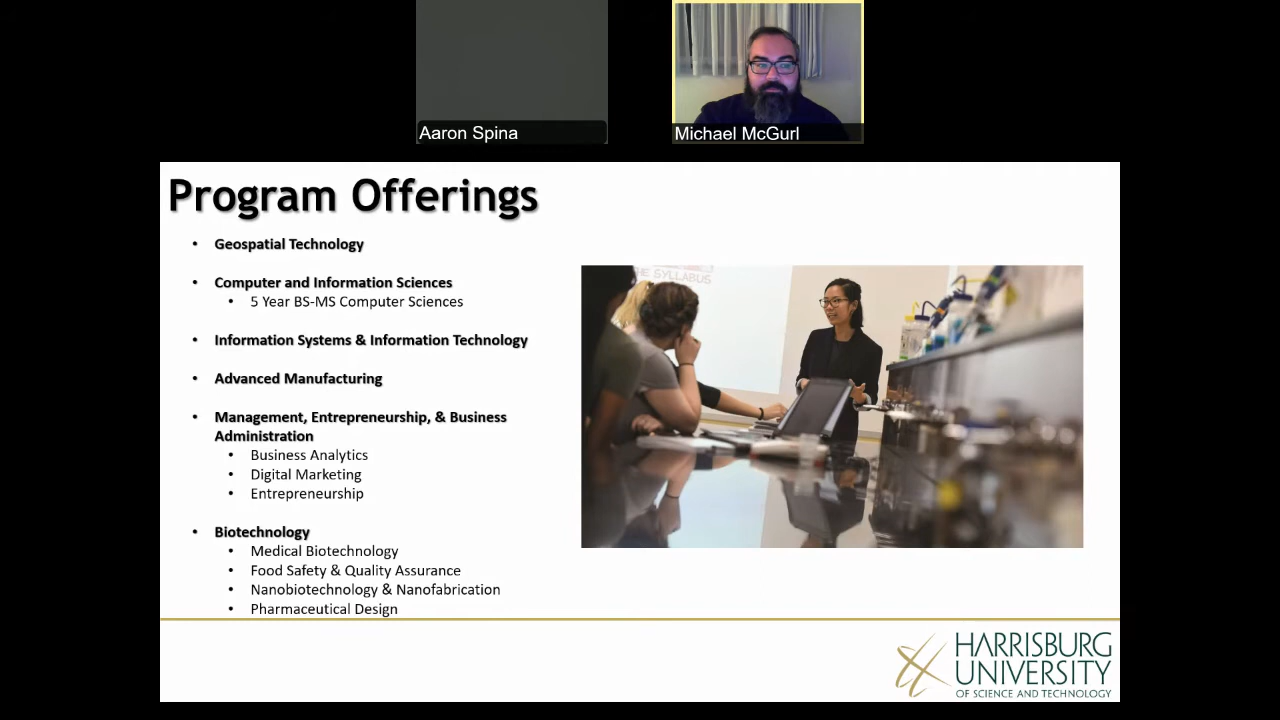 Aaron Spina
Michael McGurl
Program Offerings
• Geospatial Technology
• Computer and Information Sciences
• 5 Year BS-MS Computer Sciences
• Information Systems & Information Technology
• Advanced Manufacturing
• Management, Entrepreneurship, & Business
Administration
• Business Analytics
• Digital Marketing
• Entrepreneurship
• Biotechnology
• Medical Biotechnology
• Food Safety & Quality Assurance
• Nanobiotechnology & Nanofabrication
• Pharmaceutical Design
THE SYLLABUS
HARRISBURG
UNIVERSITY
OF SCIENCE AND TECHNOLOGY